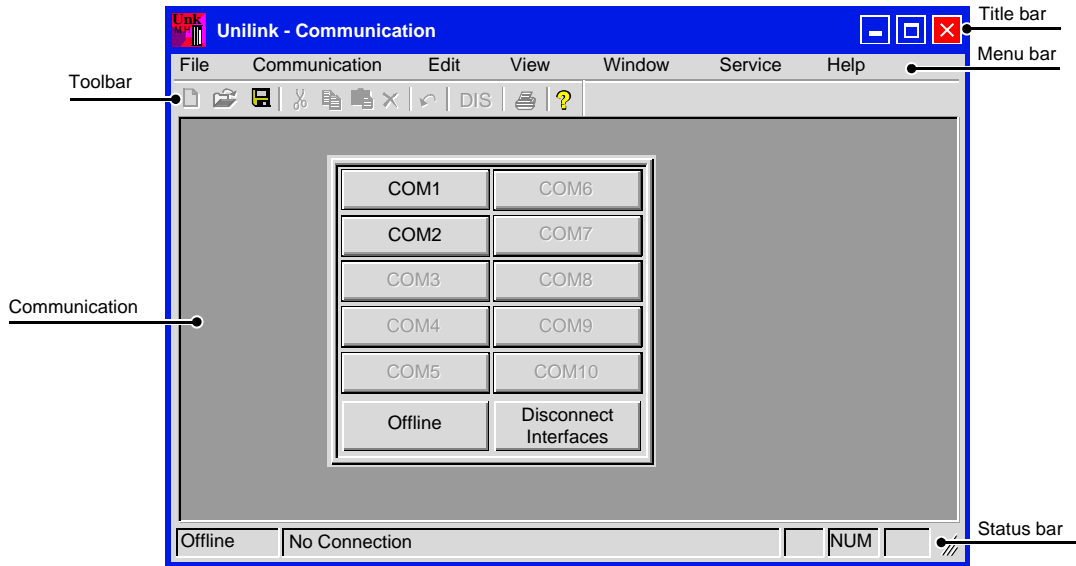 Title bar
Unk
M.H
Unilink - Communication
Menu bar
File Communication Edit View Window Service Help
Toolbar
DIS ?
COM1 COM6
COM2 COM7
COM3 COM8
Communication
COM4 COM9
COM5 COM10
Offline Disconnect
Interfaces
Status bar
Offline No Connection NUM